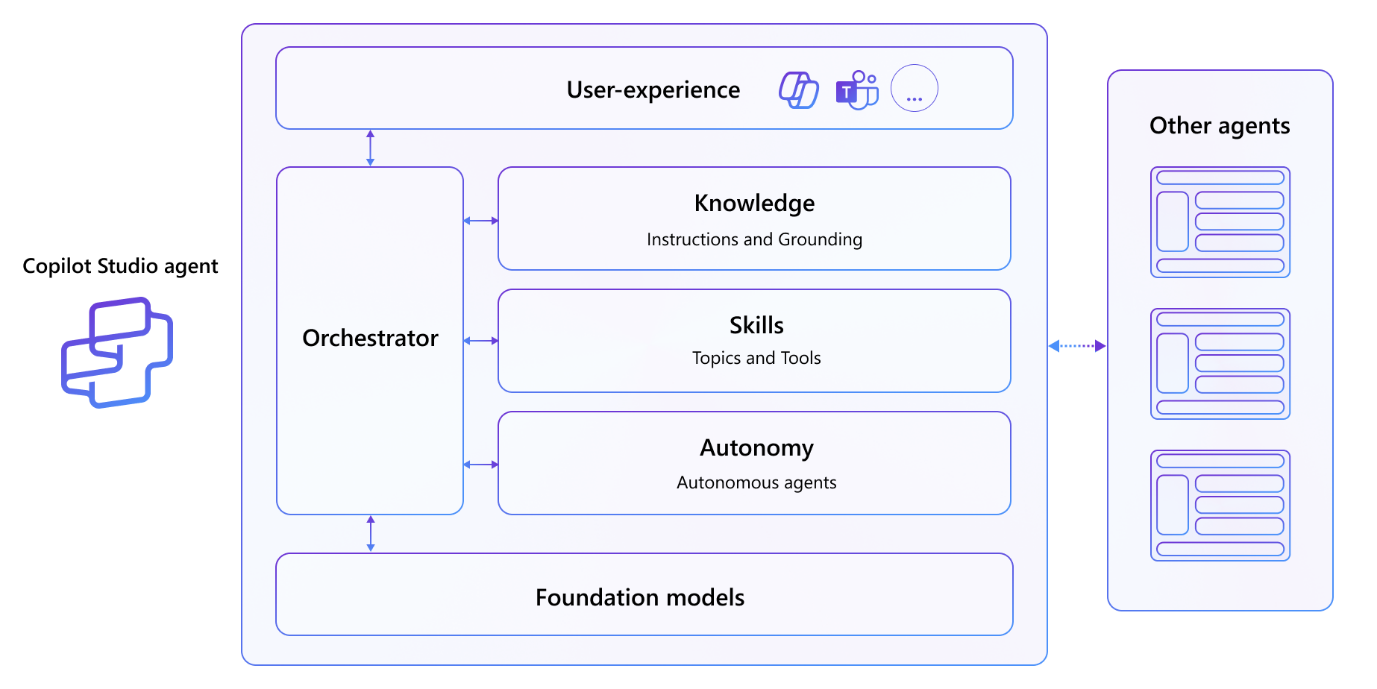 User-experience
T
...
Other agents
Knowledge
Instructions and Grounding
Copilot Studio agent
Orchestrator
Skills
Topics and Tools
Autonomy
Autonomous agents
Foundation models